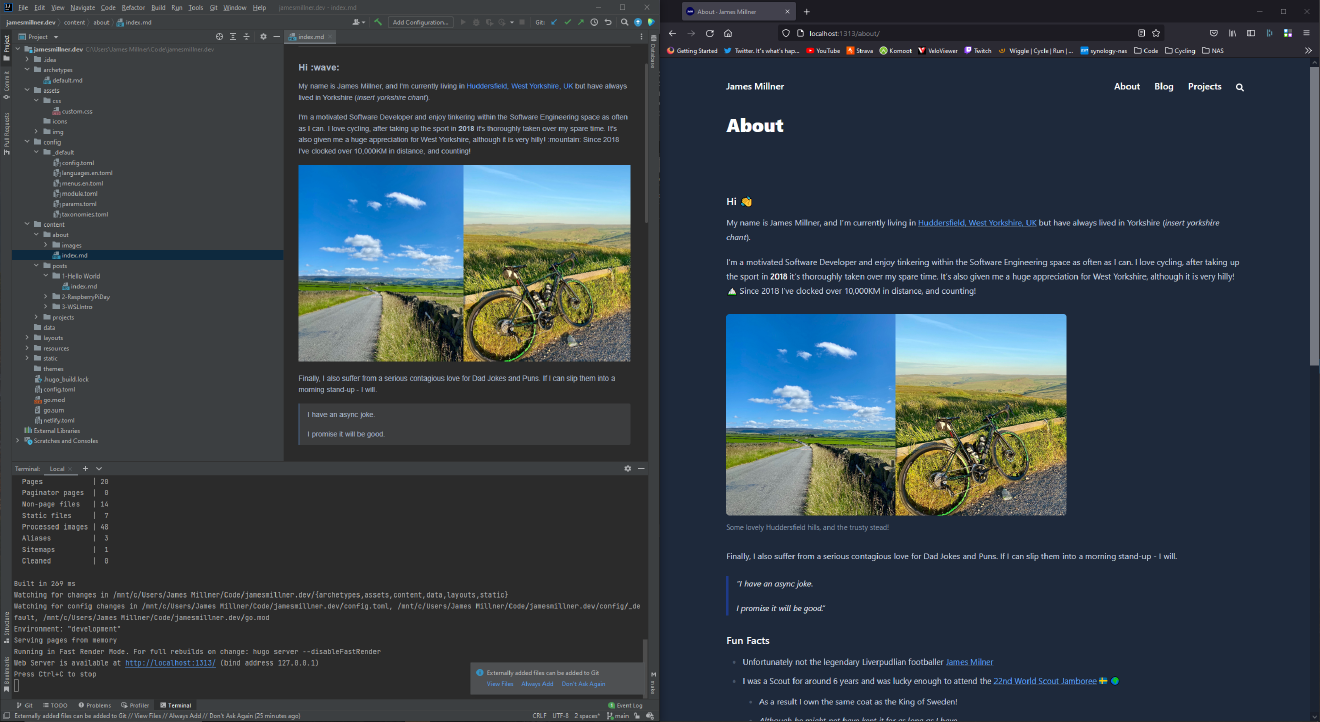 File Edit View Navigate Code Refactor Build Run Tools Git Window Help jamesmillner.dev - index.md
jamesmillner.dev content about index.md
Add Configuration...
Git:
Project
jamesmillner.dev C:\Users\James Millner\Code\jamesmillner.dev
.idea
archetypes
default.md
assets
css
custom.css
icons
img
config
_default
config.toml
languages.en.toml
menus.en.toml
module.toml
params.toml
taxonomies.toml
content
about
images
index.md
posts
1-Hello World
index.md
2-RaspberryPiDay
3-WSLIntro
projects
data
layouts
resources
static
themes
.hugo_build.lock
config.toml
go.mod
go.sum
netlify.toml
External Libraries
Scratches and Consoles
Project
Commit
Pull Requests
Structure
Bookmarks
index.md
Database
Hi :wave:
My name is James Millner, and I'm currently living in Huddersfield, West Yorkshire, UK but have always
lived in Yorkshire (insert yorkshire chant).
I'm a motivated Software Developer and enjoy tinkering within the Software Engineering space as often
as I can. I love cycling, after taking up the sport in 2018 it's thoroughly taken over my spare time. It's
also given me a huge appreciation for West Yorkshire, although it is very hilly! :mountain: Since 2018
I've clocked over 10,000KM in distance, and counting!
Finally, I also suffer from a serious contagious love for Dad Jokes and Puns. If I can slip them into a
morning stand-up - I will.
I have an async joke.
I promise it will be good.
Terminal: Local
Pages | 20
Paginator pages | 0
Non-page files | 14
Static files | 7
Processed images | 48
Aliases | 3
Sitemaps | 1
Cleaned | 0
Built in 269 ms
Watching for changes in /mnt/c/Users/James Millner/Code/jamesmillner.dev/{archetypes,assets,content,data,layouts,static}
Watching for config changes in /mnt/c/Users/James Millner/Code/jamesmillner.dev/config.toml, /mnt/c/Users/James Millner/Code/jamesmillner.dev/config/_de
fault, /mnt/c/Users/James Millner/Code/jamesmillner.dev/go.mod
Environment: "development"
Serving pages from memory
Running in Fast Render Mode. For full rebuilds on change: hugo server --disableFastRender
Web Server is available at http://localhost:1313/ (bind address 127.0.0.1)
Press Ctrl+C to stop
Externally added files can be added to Git
View Files Always Add Don't Ask Again
make
Git TODO Problems Profiler Terminal Event Log
Externally added files can be added to Git // View Files // Always Add // Don't Ask Again (25 minutes ago) CRLF UTF-8 2 spaces* main
About - James Millner
localhost:1313/about/
Getting Started Twitter. It's what's hap... YouTube Strava Komoot VeloViewer Twitch Wiggle | Cycle | Run |... synology-nas Code Cycling NAS
James Millner About Blog Projects
About
Hi 👋
My name is James Millner, and I'm currently living in Huddersfield, West Yorkshire, UK but have always lived in Yorkshire (insert yorkshire
chant).
I'm a motivated Software Developer and enjoy tinkering within the Software Engineering space as often as I can. I love cycling, after taking up
the sport in 2018 it's thoroughly taken over my spare time. It's also given me a huge appreciation for West Yorkshire, although it is very hilly!
Since 2018 I've clocked over 10,000KM in distance, and counting!
Some lovely Huddersfield hills, and the trusty stead!
Finally, I also suffer from a serious contagious love for Dad Jokes and Puns. If I can slip them into a morning stand-up - I will.
"I have an async joke.
I promise it will be good."
Fun Facts
Unfortunately not the legendary Liverpudlian footballer James Millner
I was a Scout for around 6 years and was lucky enough to attend the 22nd World Scout Jamboree
As a result I own the same coat as the King of Sweden!
Although he might not have kept it for as long as I have